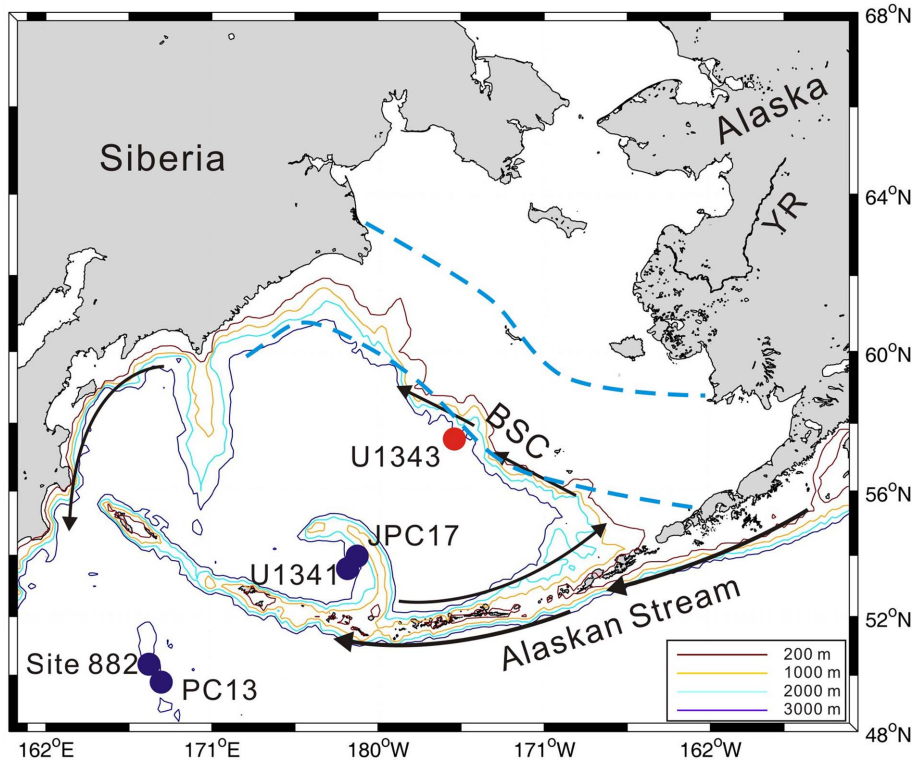 68°N
Alaska
Siberia
64°N
YR
60°N
BSC
U1343
56°N
JPC17
U1341
52°N
Alaskan Stream
Site 882
PC13
200 m
1000 m
2000 m
3000 m
48°N
162°E
171°E
180°W
171°W
162°W